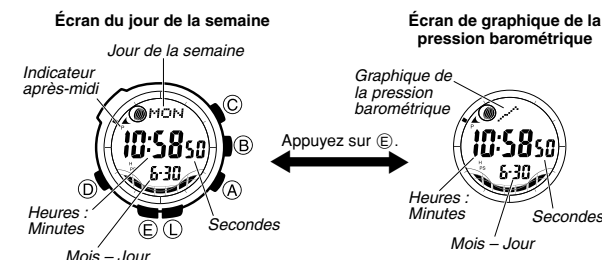 Écran du jour de la semaine
Jour de la semaine
Indicateur
après-midi
P
MON
10:58 50
H
PS
6-30
C
B
A
D
E L
Heures :
Minutes
Secondes
Mois – Jour
Appuyez sur Ⓔ.
Écran de graphique de la
pression barométrique
Graphique de
la pression
barométrique
P
10:58 50
H
PS
6-30
Heures :
Minutes
Secondes
Mois – Jour